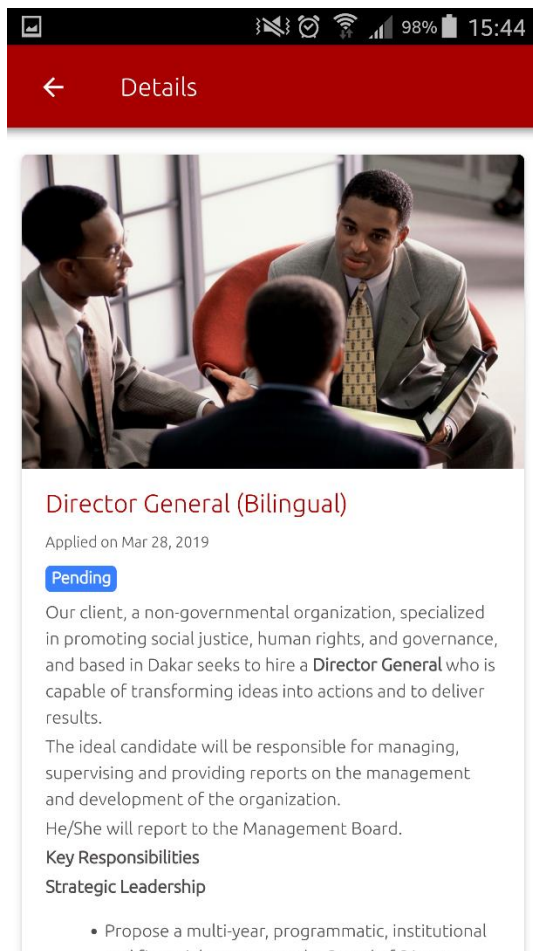 98% 15:44
Details
Director General (Bilingual)
Applied on Mar 28, 2019
Pending
Our client, a non-governmental organization, specialized
in promoting social justice, human rights, and governance,
and based in Dakar seeks to hire a Director General who is
capable of transforming ideas into actions and to deliver
results.
The ideal candidate will be responsible for managing,
supervising and providing reports on the management
and development of the organization.
He/She will report to the Management Board.
Key Responsibilities
Strategic Leadership
• Propose a multi-year, programmatic, institutional